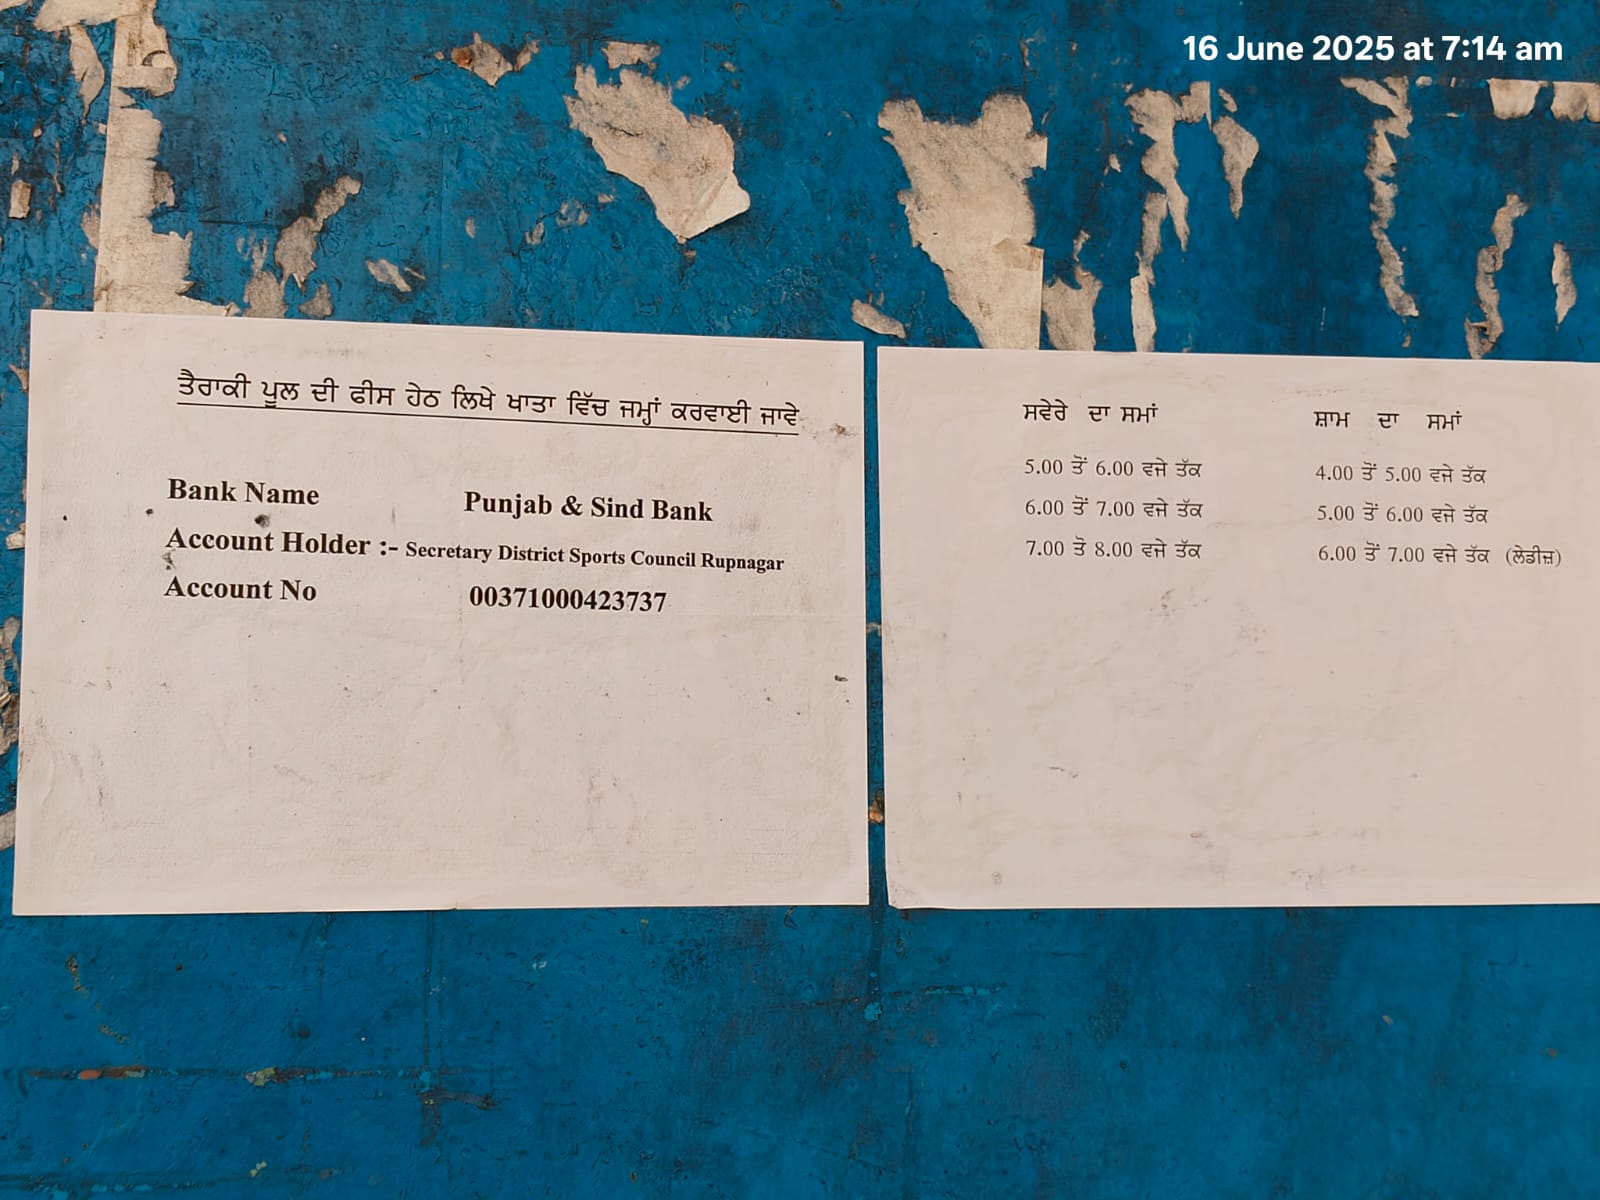 16 June 2025 at 7:14 am
ਤੈਰਾਕੀ ਪੂਲ ਦੀ ਫੀਸ ਹੇਠ ਲਿਖੇ ਖਾਤਾ ਵਿੱਚ ਜਮ੍ਹਾਂ ਕਰਵਾਈ ਜਾਵੇ
Bank Name Punjab & Sind Bank
Account Holder :- Secretary District Sports Council Rupnagar
Account No 00371000423737
ਸਵੇਰੇ ਦਾ ਸਮਾਂ ਸ਼ਾਮ ਦਾ ਸਮਾਂ
5.00 ਤੋਂ 6.00 ਵਜੇ ਤੱਕ 4.00 ਤੋਂ 5.00 ਵਜੇ ਤੱਕ
6.00 ਤੋਂ 7.00 ਵਜੇ ਤੱਕ 5.00 ਤੋਂ 6.00 ਵਜੇ ਤੱਕ
7.00 ਤੋ 8.00 ਵਜੇ ਤੱਕ 6.00 ਤੋਂ 7.00 ਵਜੇ ਤੱਕ (ਲੇਡੀਜ਼)